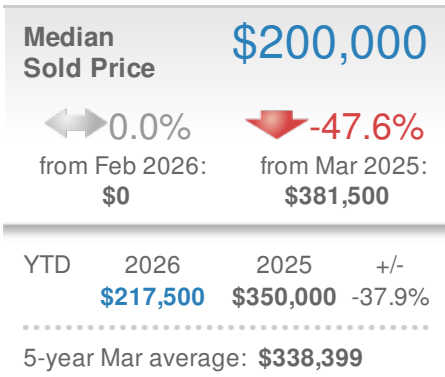 Median $200,000
Sold Price
0.0% -47.6%
from Feb 2026: from Mar 2025:
$0 $381,500
YTD 2026 2025 +/-
$217,500 $350,000 -37.9%
5-year Mar average: $338,399